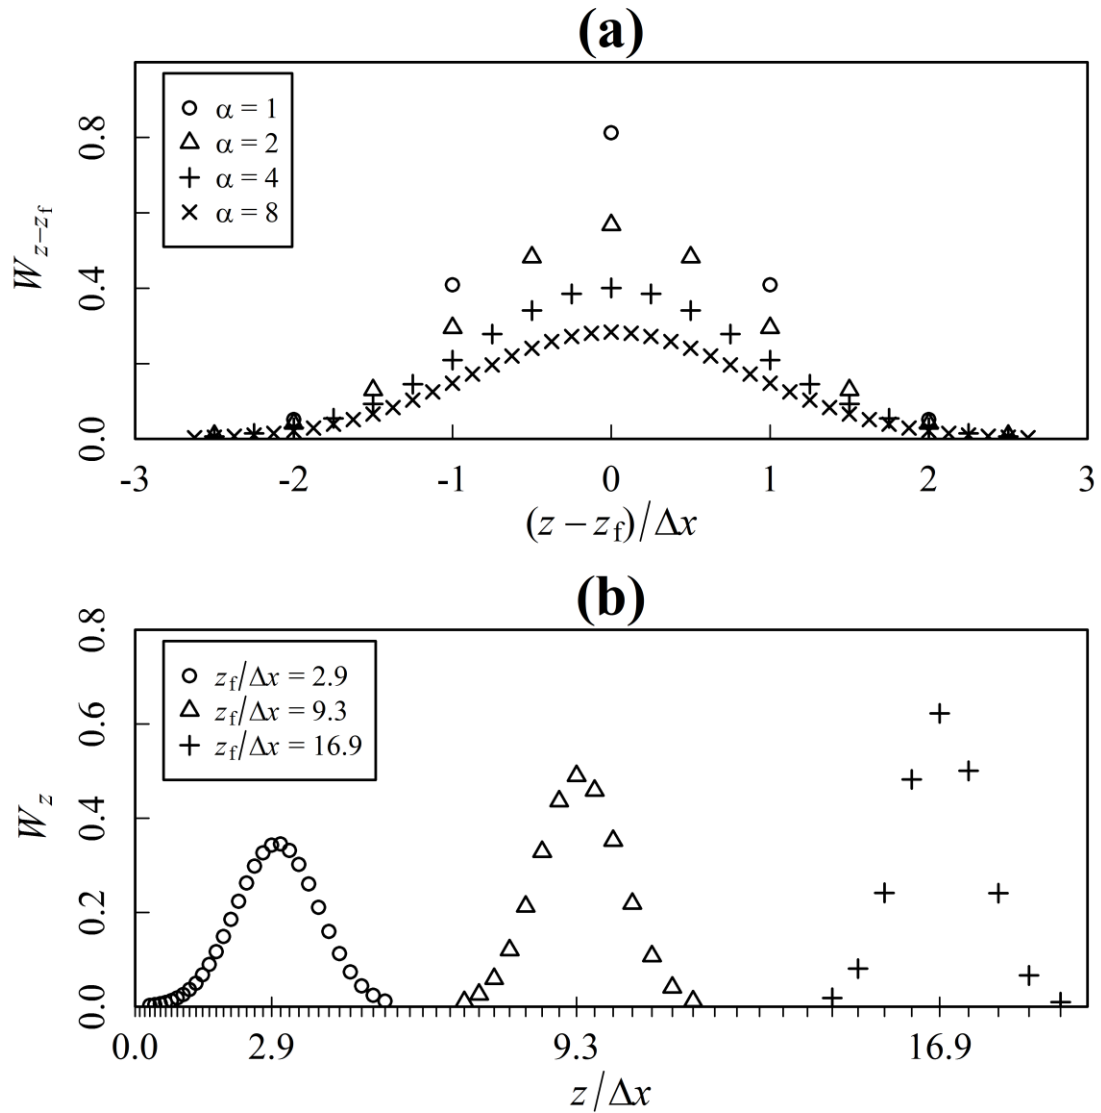 (a)
α = 1
α = 2
α = 4
α = 8
0.8
0.4
0.0
W_{z−z_f}
-3 -2 -1 0 1 2 3
(z − z_f)/Δx
(b)
z_f/Δx = 2.9
z_f/Δx = 9.3
z_f/Δx = 16.9
0.8
0.6
0.4
0.2
0.0
W_z
0.0 2.9 9.3 16.9
z/Δx